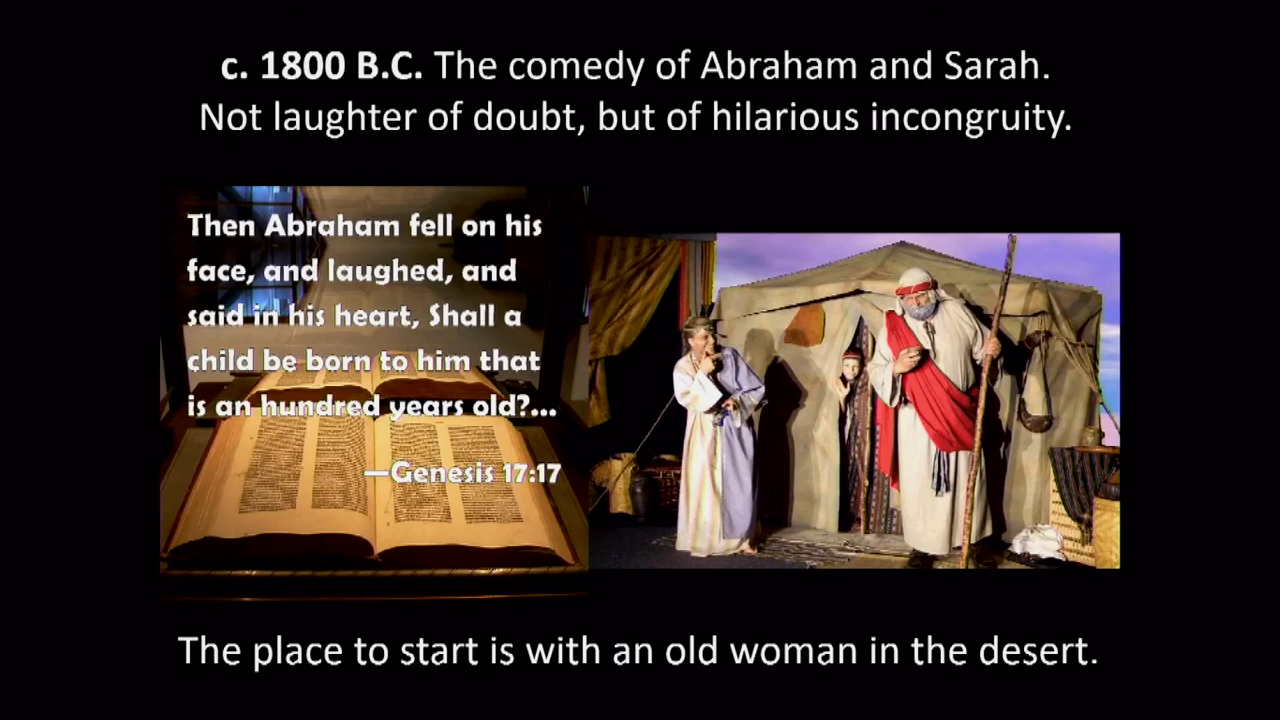 c. 1800 B.C. The comedy of Abraham and Sarah.
Not laughter of doubt, but of hilarious incongruity.
Then Abraham fell on his
face, and laughed, and
said in his heart, Shall a
child be born to him that
is an hundred years old?...
—Genesis 17:17
The place to start is with an old woman in the desert.